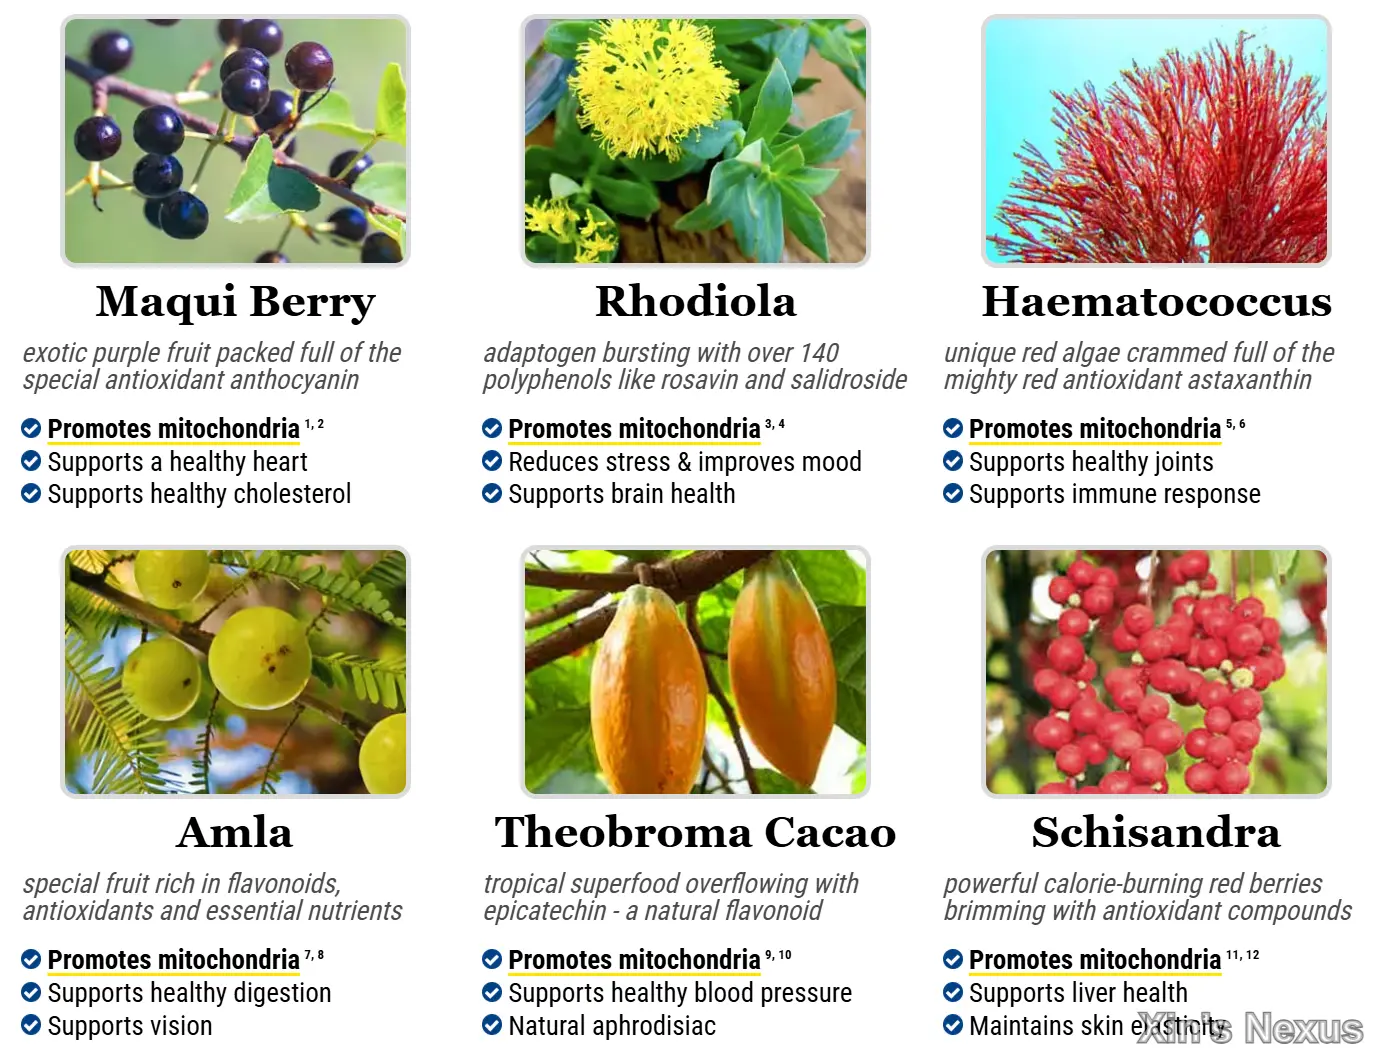 Maqui Berry
exotic purple fruit packed full of the
special antioxidant anthocyanin
Promotes mitochondria 1, 2
Supports a healthy heart
Supports healthy cholesterol
Rhodiola
adaptogen bursting with over 140
polyphenols like rosavin and salidroside
Promotes mitochondria 3, 4
Reduces stress & improves mood
Supports brain health
Haematococcus
unique red algae crammed full of the
mighty red antioxidant astaxanthin
Promotes mitochondria 5, 6
Supports healthy joints
Supports immune response
Amla
special fruit rich in flavonoids,
antioxidants and essential nutrients
Promotes mitochondria 7, 8
Supports healthy digestion
Supports vision
Theobroma Cacao
tropical superfood overflowing with
epicatechin - a natural flavonoid
Promotes mitochondria 9, 10
Supports healthy blood pressure
Natural aphrodisiac
Schisandra
powerful calorie-burning red berries
brimming with antioxidant compounds
Promotes mitochondria 11, 12
Supports liver health
Maintains skin elasticity
Xin's Nexus